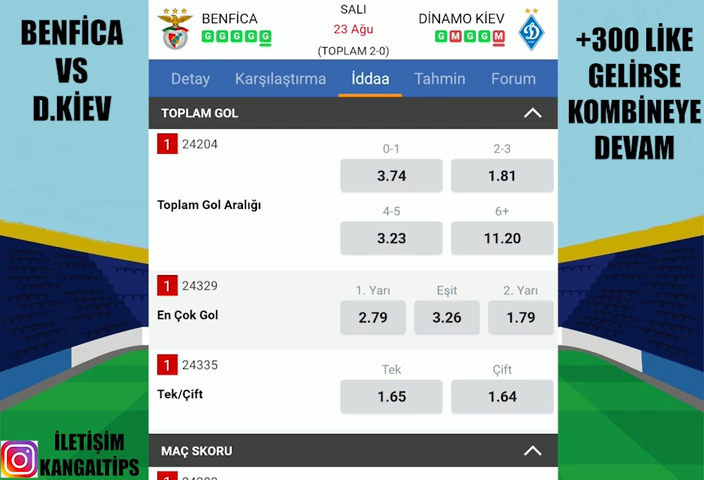 BENFİCA
VS
D.KİEV
BENFİCA
G G G G G
SALI
23 Ağu
(TOPLAM 2-0)
DİNAMO KİEV
G M G G M
+300 LİKE
GELİRSE
KOMBİNEYE
DEVAM
Detay Karşılaştırma İddaa Tahmin Forum
TOPLAM GOL
1 24204
Toplam Gol Aralığı
0-1 2-3
3.74 1.81
4-5 6+
3.23 11.20
1 24329
En Çok Gol
1. Yarı Eşit 2. Yarı
2.79 3.26 1.79
1 24335
Tek/Çift
Tek Çift
1.65 1.64
MAÇ SKORU
İLETİŞİM
KANGALTİPS